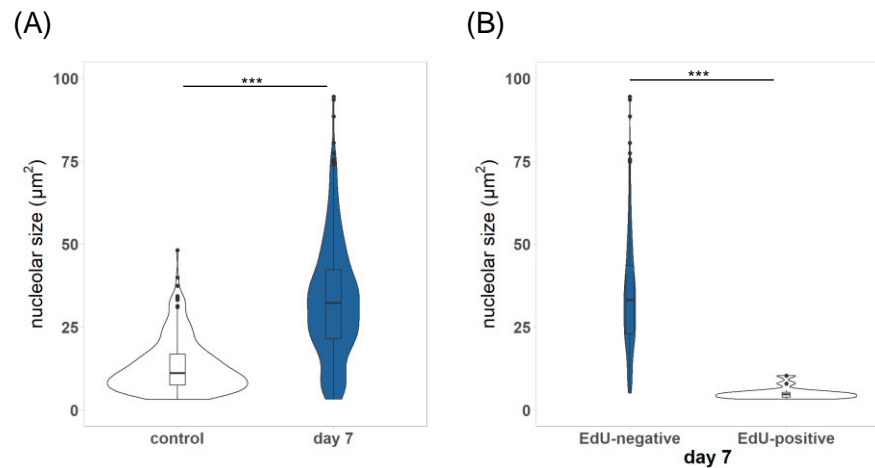 (A)
(B)
***
***
100
75
50
25
0
nucleolar size (µm²)
control
day 7
100
75
50
25
0
nucleolar size (µm²)
EdU-negative
EdU-positive
day 7